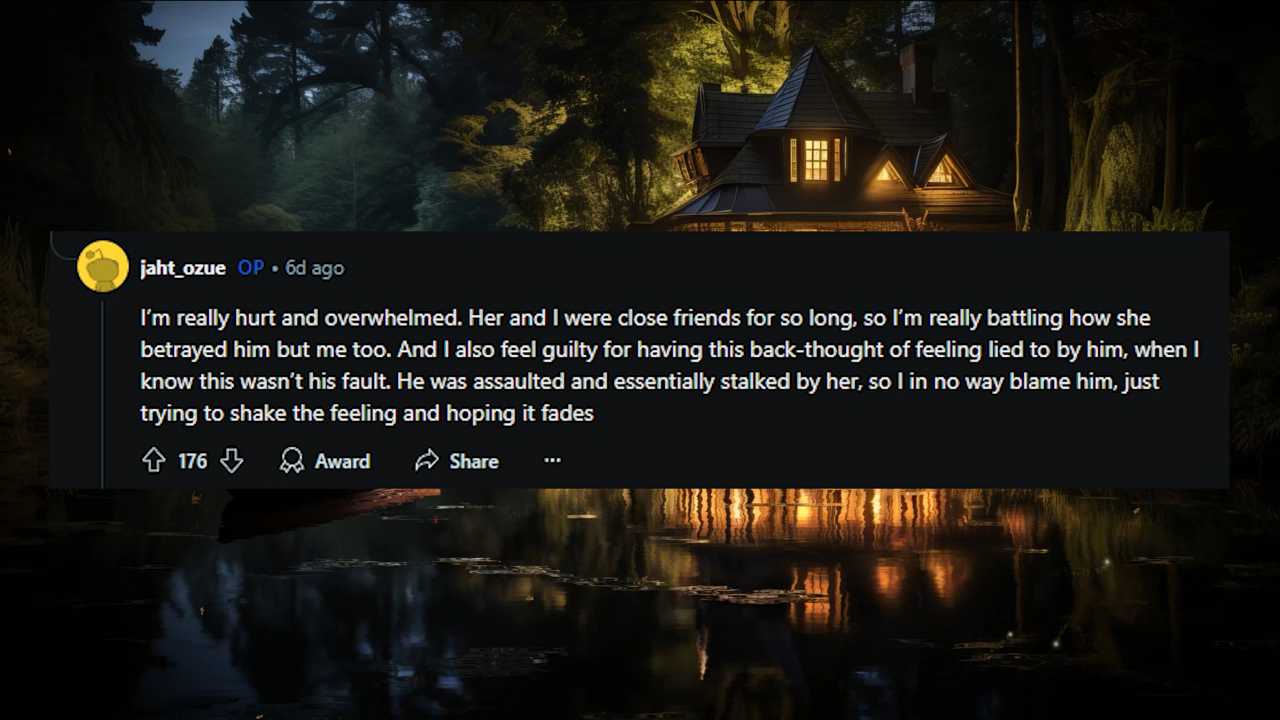 jaht_ozue OP • 6d ago
I’m really hurt and overwhelmed. Her and I were close friends for so long, so I’m really battling how she
betrayed him but me too. And I also feel guilty for having this back-thought of feeling lied to by him, when I
know this wasn’t his fault. He was assaulted and essentially stalked by her, so I in no way blame him, just
trying to shake the feeling and hoping it fades
176 Award Share ···